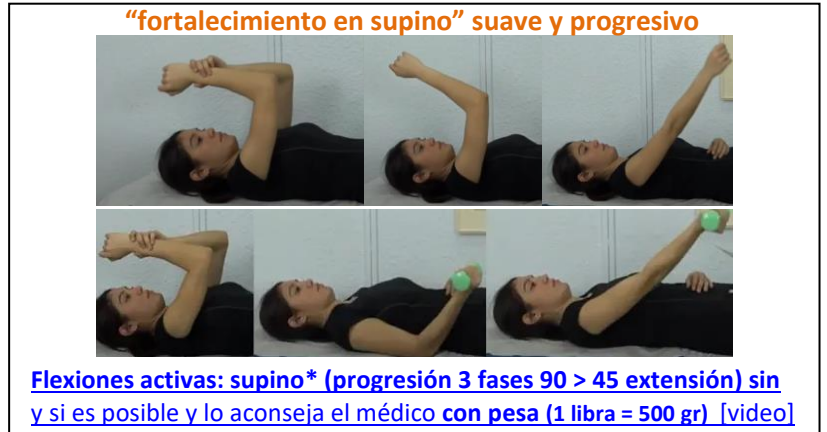 “fortalecimiento en supino” suave y progresivo
Flexiones activas: supino* (progresión 3 fases 90 > 45 extensión) sin
y si es posible y lo aconseja el médico con pesa (1 libra = 500 gr) [video]